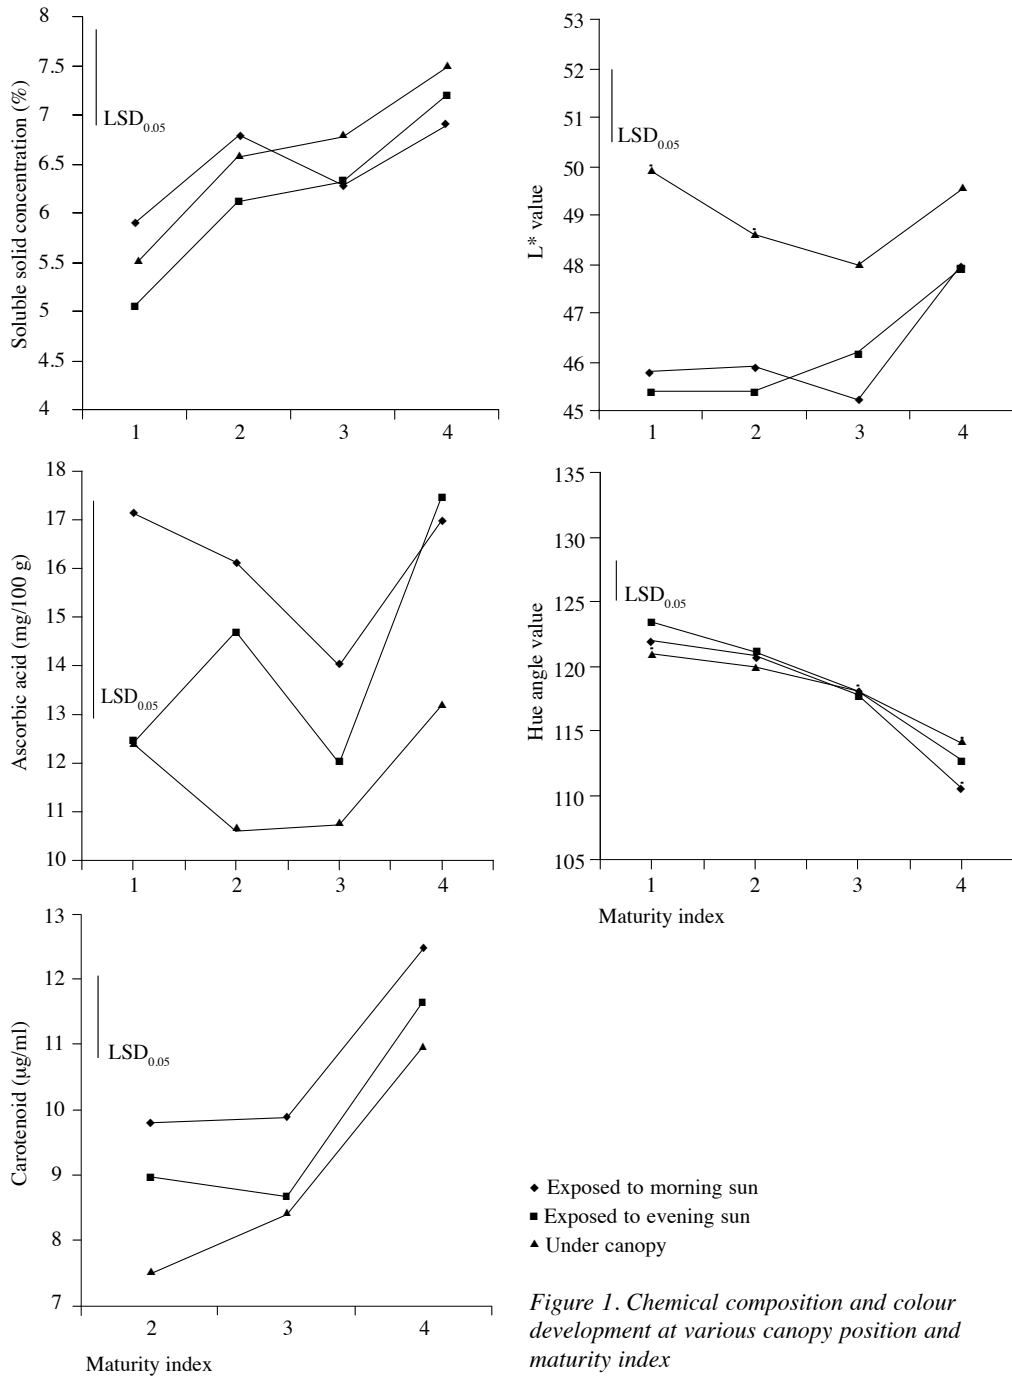 8
7.5
7
6.5
6
5.5
5
4.5
4
Soluble solid concentration (%)
LSD0.05
1 2 3 4
53
52
51
50
49
48
47
46
45
L* value
LSD0.05
1 2 3 4
18
17
16
15
14
13
12
11
10
Ascorbic acid (mg/100 g)
LSD0.05
1 2 3 4
135
130
125
120
115
110
105
Hue angle value
LSD0.05
1 2 3 4
Maturity index
13
12
11
10
9
8
7
Carotenoid (µg/ml)
LSD0.05
2 3 4
Maturity index
Exposed to morning sun
Exposed to evening sun
Under canopy
Figure 1. Chemical composition and colour
development at various canopy position and
maturity index